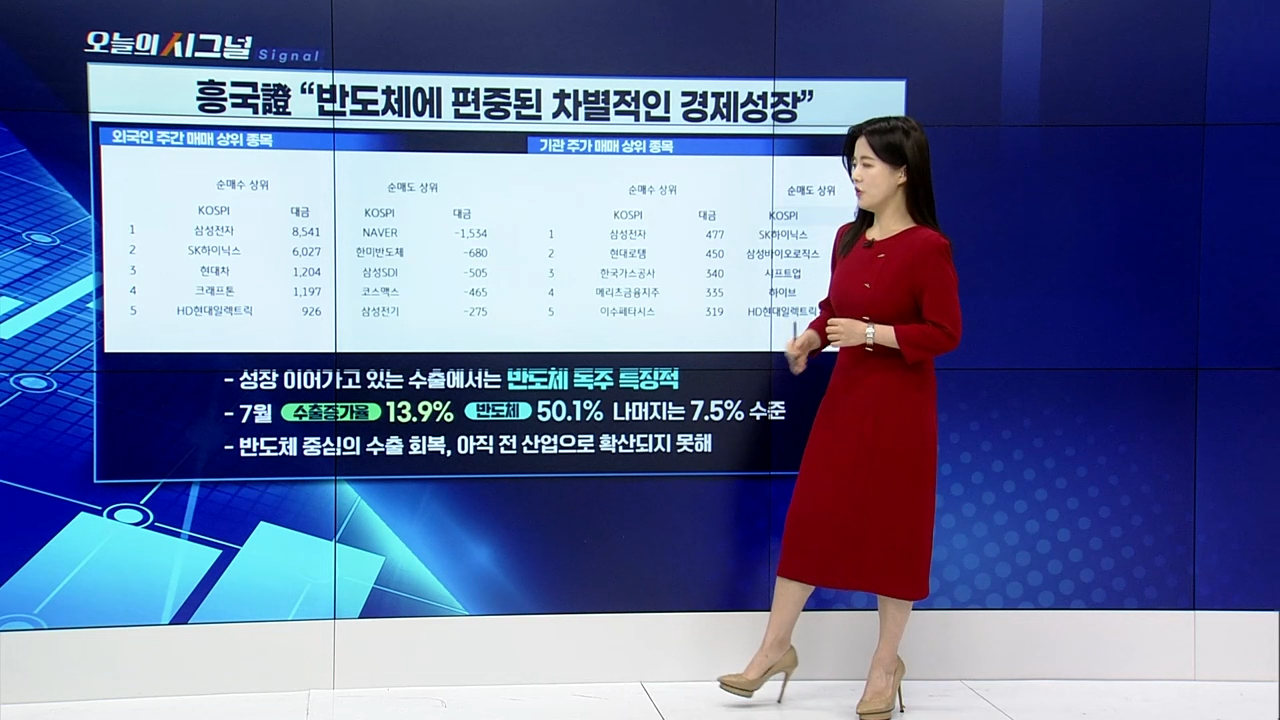 오늘의 시그널 Signal
흥국證 “반도체에 편중된 차별적인 경제성장”
외국인 주간 매매 상위 종목 기관 주가 매매 상위 종목
순매수 상위 순매도 상위 순매수 상위 순매도 상위
KOSPI 대금 KOSPI 대금 KOSPI 대금 KOSPI
1 삼성전자 8,541 NAVER -1,534 1 삼성전자 477 SK하이닉스
2 SK하이닉스 6,027 한미반도체 -680 2 현대로템 450 삼성바이오로직스
3 현대차 1,204 삼성SDI -505 3 한국가스공사 340 시프트업
4 크래프톤 1,197 코스맥스 -465 4 메리츠금융지주 335 하이브
5 HD현대일렉트릭 926 삼성전기 -275 5 이수페타시스 319 HD현대일렉트릭
- 성장 이어가고 있는 수출에서는 반도체 독주 특징적
- 7월 수출증가율 13.9% 반도체 50.1% 나머지는 7.5% 수준
- 반도체 중심의 수출 회복, 아직 전 산업으로 확산되지 못해